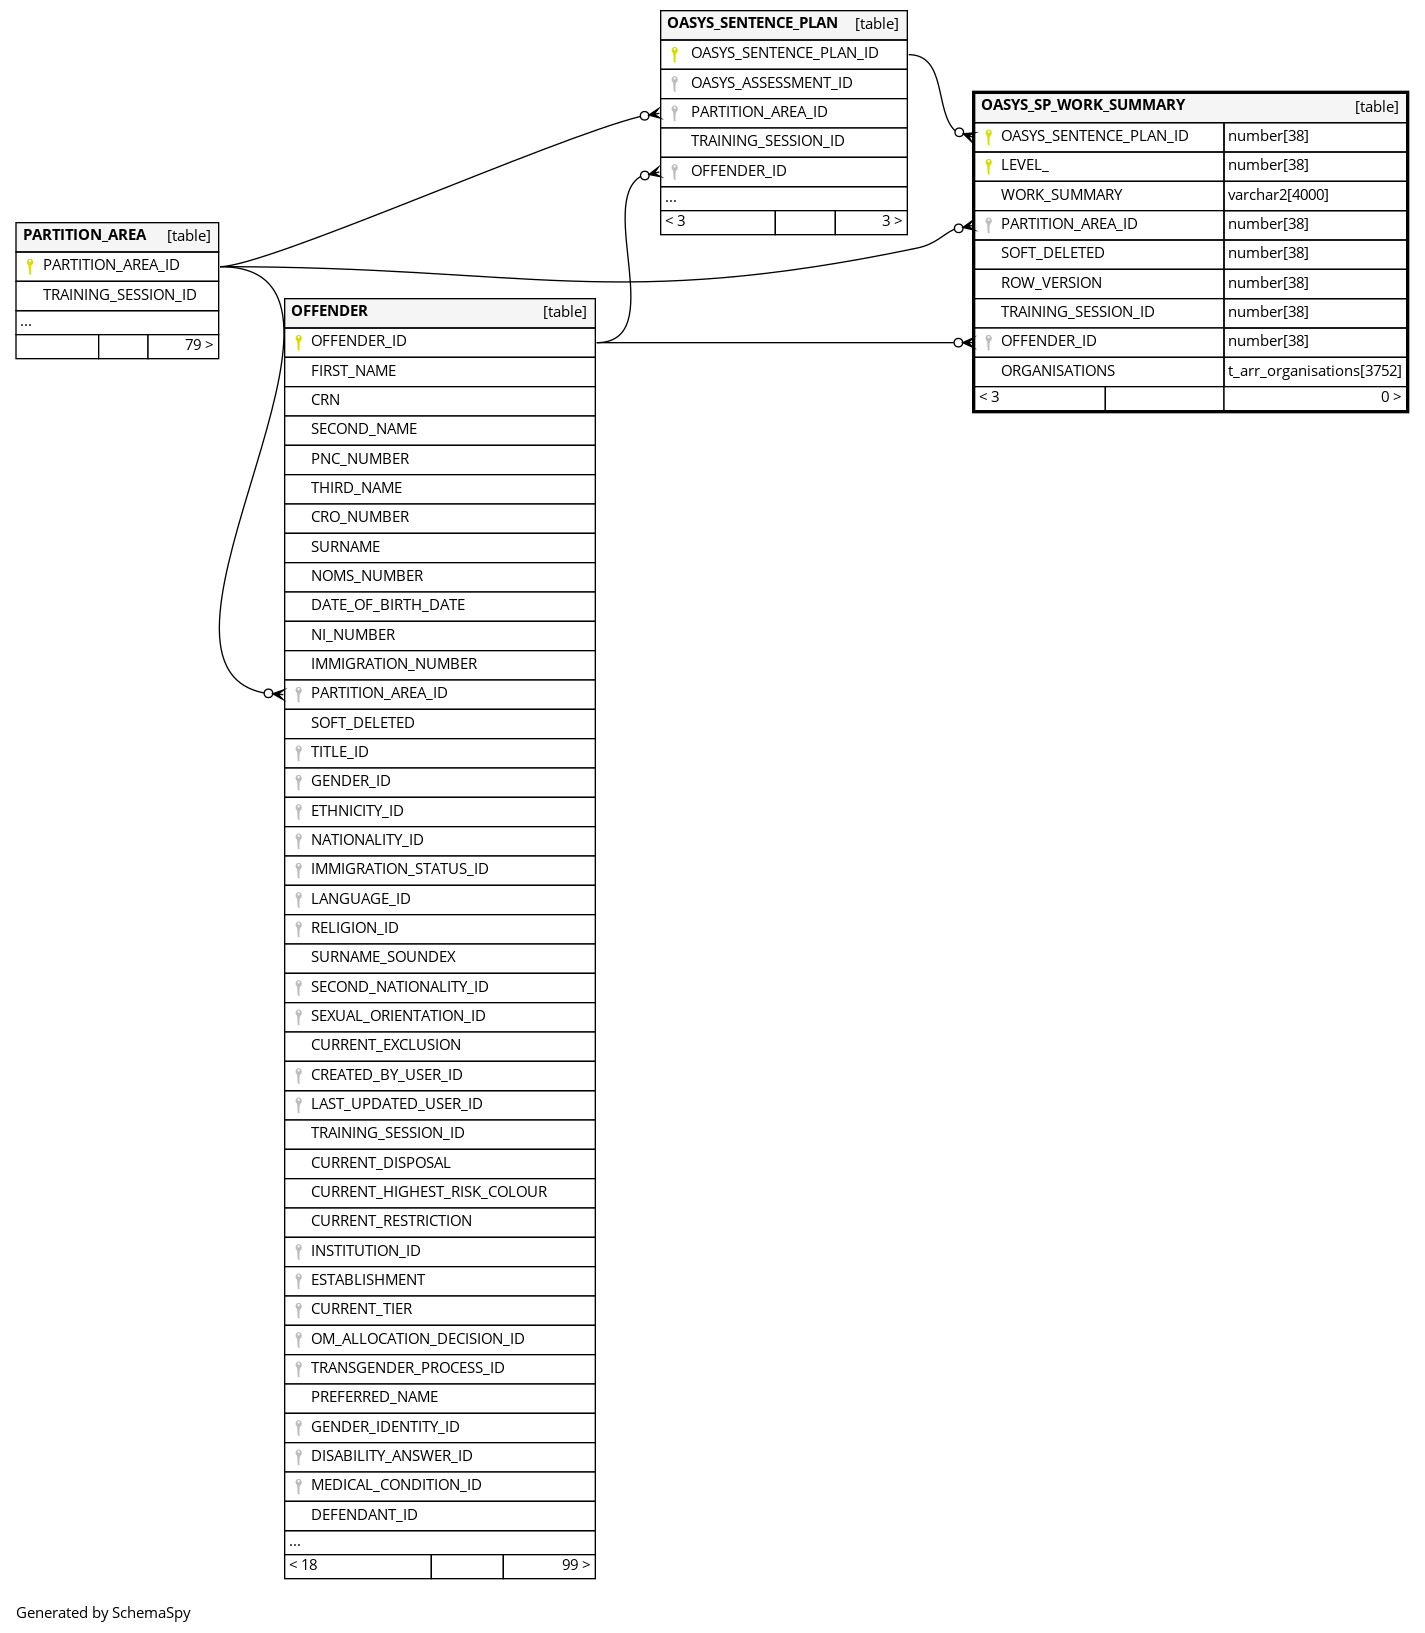 OASYS_SENTENCE_PLAN [table]
OASYS_SENTENCE_PLAN_ID
OASYS_ASSESSMENT_ID
PARTITION_AREA_ID
TRAINING_SESSION_ID
OFFENDER_ID
...
< 3 3 >
OASYS_SP_WORK_SUMMARY [table]
OASYS_SENTENCE_PLAN_ID number[38]
LEVEL_ number[38]
WORK_SUMMARY varchar2[4000]
PARTITION_AREA_ID number[38]
SOFT_DELETED number[38]
ROW_VERSION number[38]
TRAINING_SESSION_ID number[38]
OFFENDER_ID number[38]
ORGANISATIONS t_arr_organisations[3752]
< 3 0 >
PARTITION_AREA [table]
PARTITION_AREA_ID
TRAINING_SESSION_ID
...
79 >
OFFENDER [table]
OFFENDER_ID
FIRST_NAME
CRN
SECOND_NAME
PNC_NUMBER
THIRD_NAME
CRO_NUMBER
SURNAME
NOMS_NUMBER
DATE_OF_BIRTH_DATE
NI_NUMBER
IMMIGRATION_NUMBER
PARTITION_AREA_ID
SOFT_DELETED
TITLE_ID
GENDER_ID
ETHNICITY_ID
NATIONALITY_ID
IMMIGRATION_STATUS_ID
LANGUAGE_ID
RELIGION_ID
SURNAME_SOUNDEX
SECOND_NATIONALITY_ID
SEXUAL_ORIENTATION_ID
CURRENT_EXCLUSION
CREATED_BY_USER_ID
LAST_UPDATED_USER_ID
TRAINING_SESSION_ID
CURRENT_DISPOSAL
CURRENT_HIGHEST_RISK_COLOUR
CURRENT_RESTRICTION
INSTITUTION_ID
ESTABLISHMENT
CURRENT_TIER
OM_ALLOCATION_DECISION_ID
TRANSGENDER_PROCESS_ID
PREFERRED_NAME
GENDER_IDENTITY_ID
DISABILITY_ANSWER_ID
MEDICAL_CONDITION_ID
DEFENDANT_ID
...
< 18 99 >
Generated by SchemaSpy